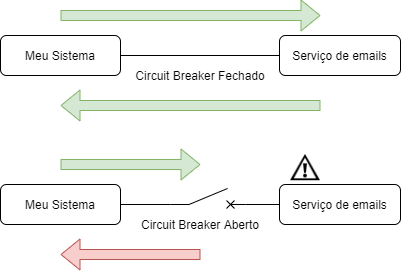 Meu Sistema
Serviço de emails
Circuit Breaker Fechado
Meu Sistema
Serviço de emails
Circuit Breaker Aberto